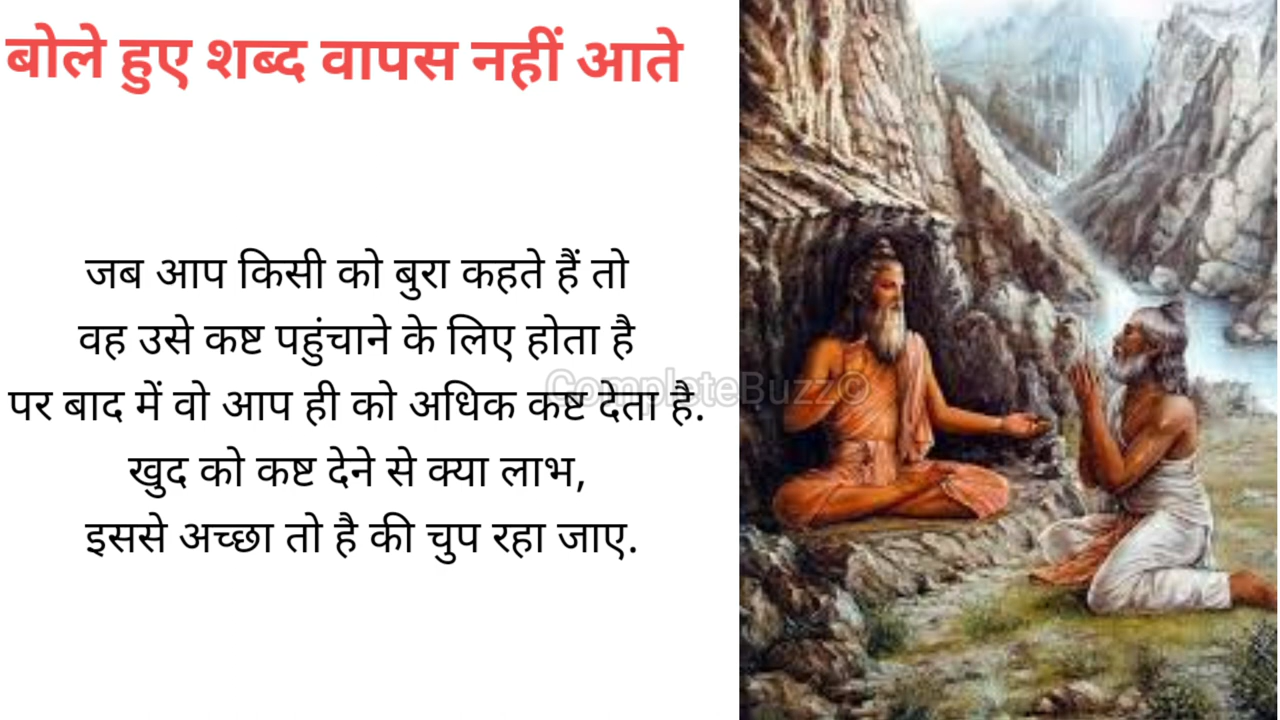 बोले हुए शब्द वापस नहीं आते
जब आप किसी को बुरा कहते हैं तो
वह उसे कष्ट पहुंचाने के लिए होता है
पर बाद में वो आप ही को अधिक कष्ट देता है.
CompleteBuzz©
खुद को कष्ट देने से क्या लाभ,
इससे अच्छा तो है की चुप रहा जाए.